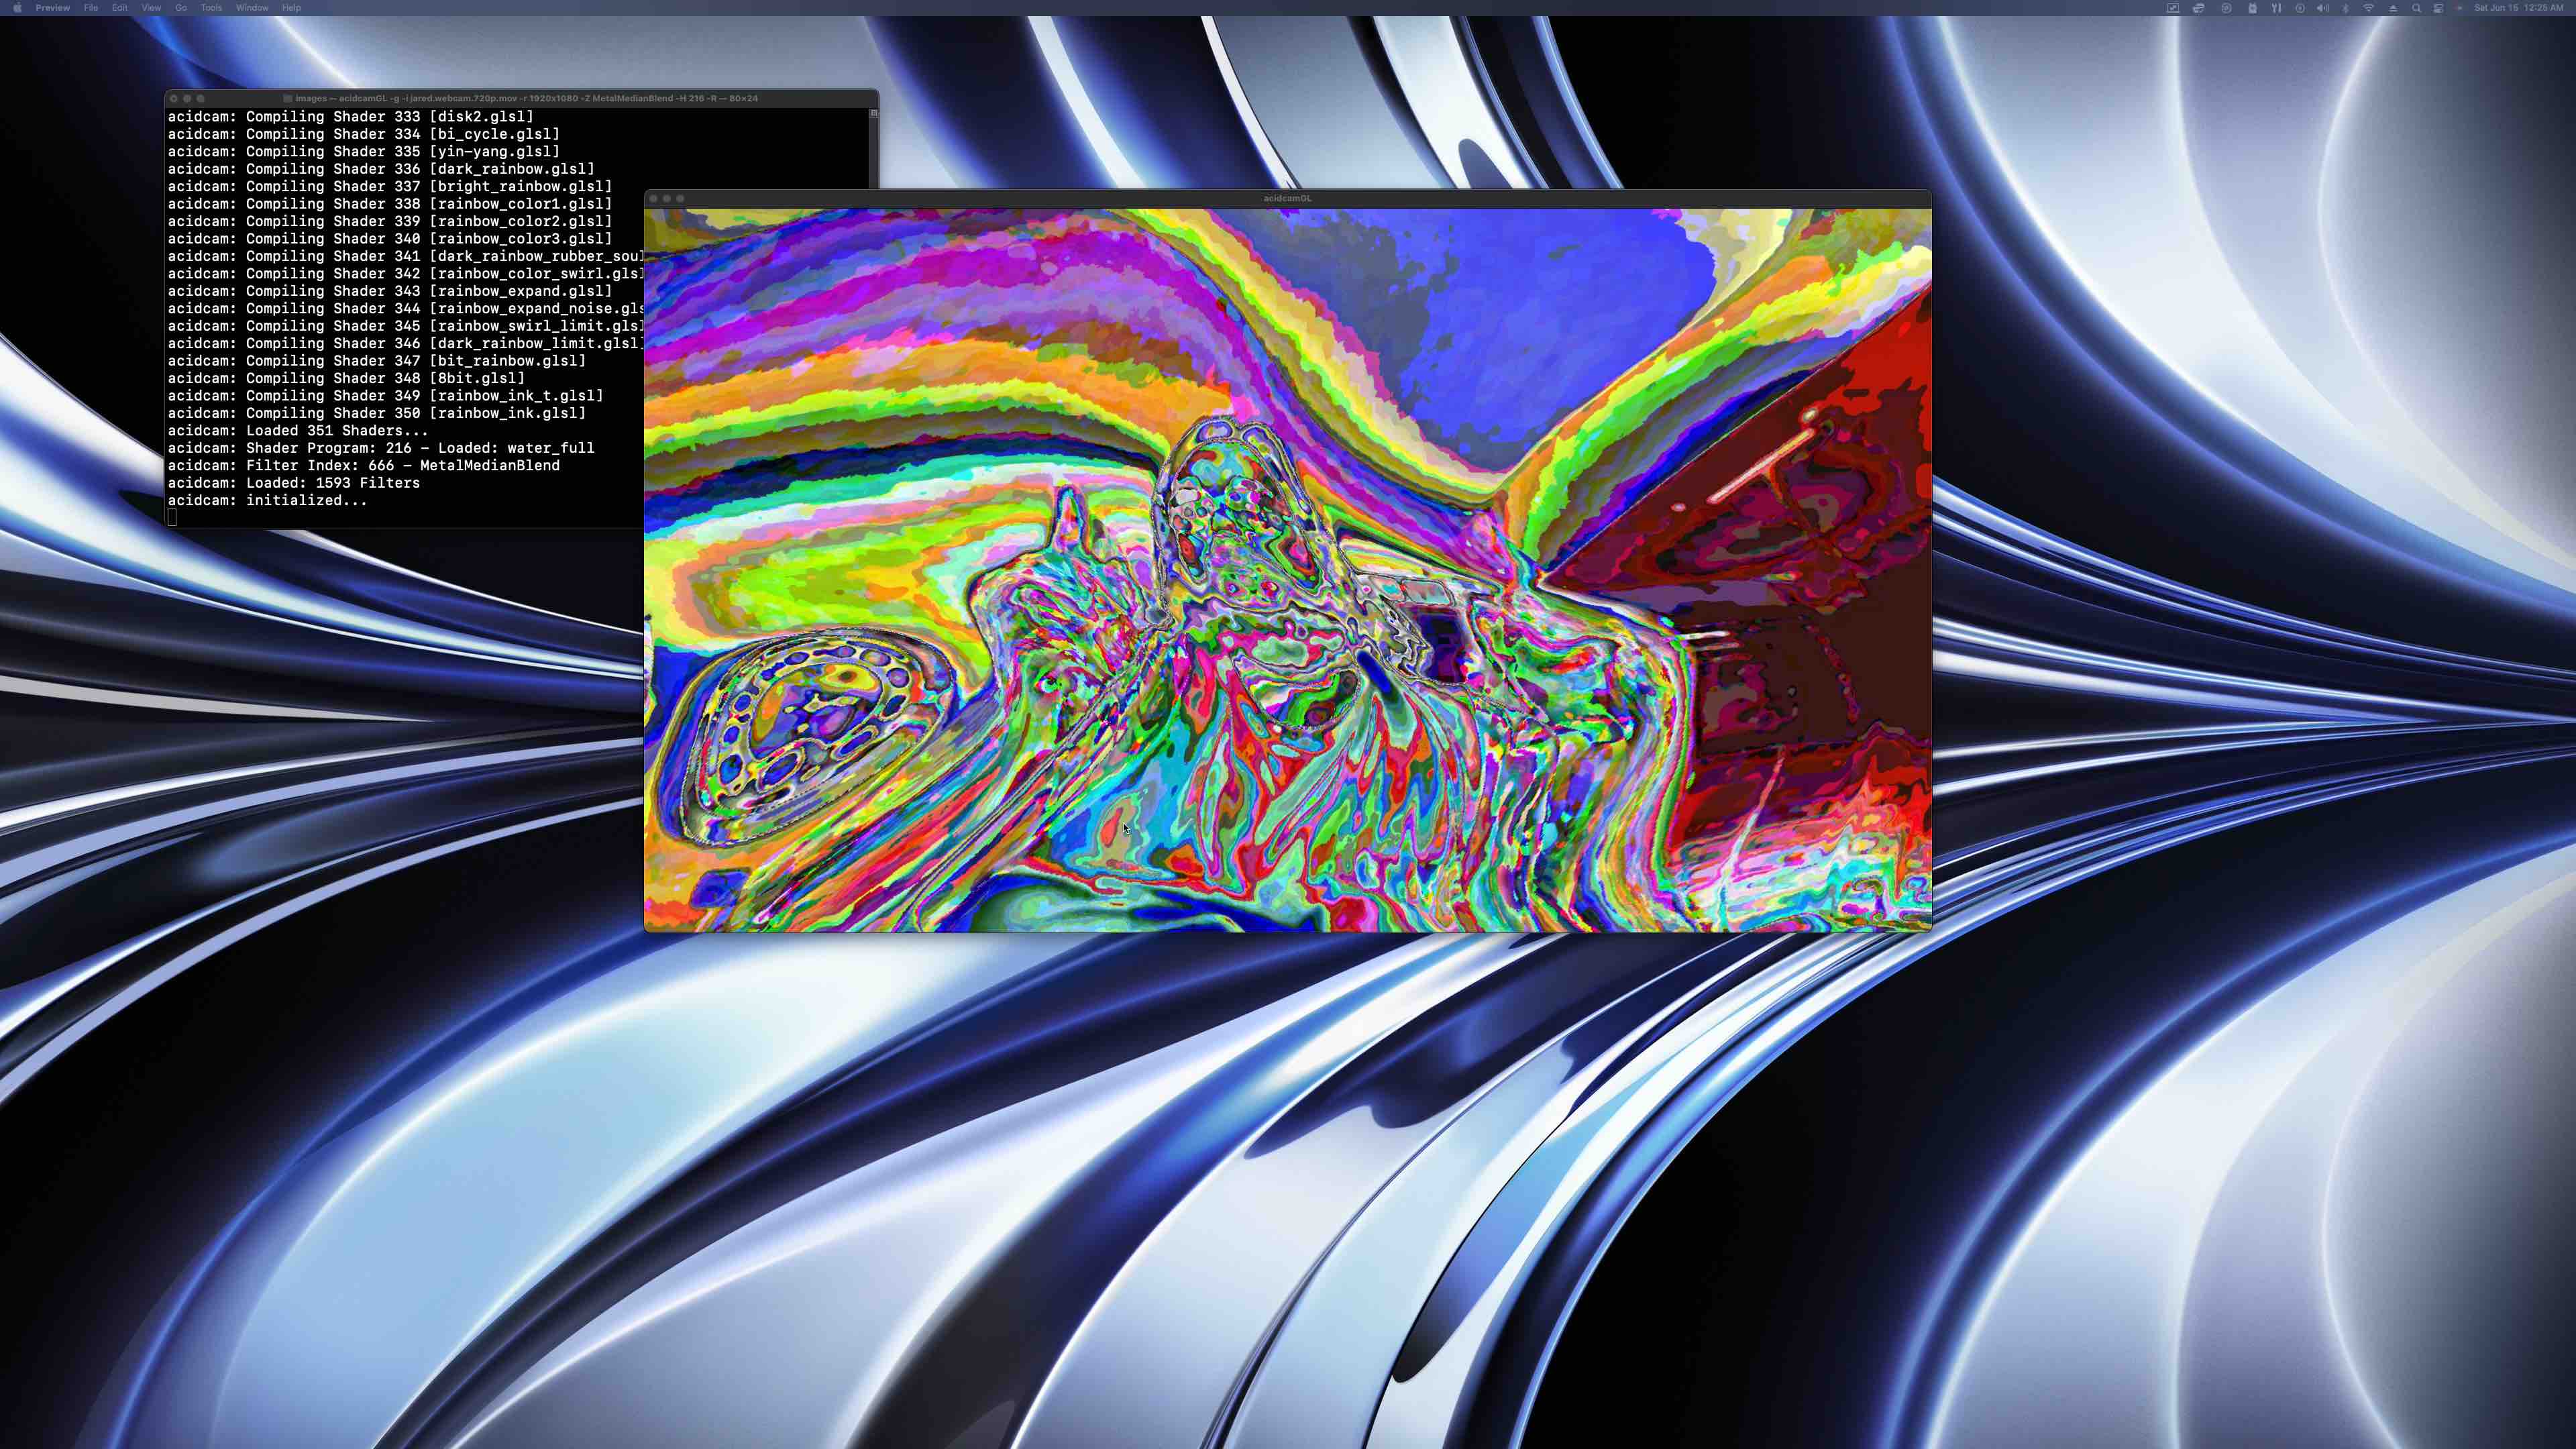 Preview File Edit View Go Tools Window Help
Sat Jun 15 12:25 AM
images — acidcamGL -g -i jared.webcam.720p.mov -r 1920x1080 -Z MetalMedianBlend -H 216 -R — 80×24
acidcam: Compiling Shader 333 [disk2.glsl]
acidcam: Compiling Shader 334 [bi_cycle.glsl]
acidcam: Compiling Shader 335 [yin-yang.glsl]
acidcam: Compiling Shader 336 [dark_rainbow.glsl]
acidcam: Compiling Shader 337 [bright_rainbow.glsl]
acidcam: Compiling Shader 338 [rainbow_color1.glsl]
acidcam: Compiling Shader 339 [rainbow_color2.glsl]
acidcam: Compiling Shader 340 [rainbow_color3.glsl]
acidcam: Compiling Shader 341 [dark_rainbow_rubber_soul
acidcam: Compiling Shader 342 [rainbow_color_swirl.glsl
acidcam: Compiling Shader 343 [rainbow_expand.glsl]
acidcam: Compiling Shader 344 [rainbow_expand_noise.gls
acidcam: Compiling Shader 345 [rainbow_swirl_limit.glsl
acidcam: Compiling Shader 346 [dark_rainbow_limit.glsl]
acidcam: Compiling Shader 347 [bit_rainbow.glsl]
acidcam: Compiling Shader 348 [8bit.glsl]
acidcam: Compiling Shader 349 [rainbow_ink_t.glsl]
acidcam: Compiling Shader 350 [rainbow_ink.glsl]
acidcam: Loaded 351 Shaders...
acidcam: Shader Program: 216 - Loaded: water_full
acidcam: Filter Index: 666 - MetalMedianBlend
acidcam: Loaded: 1593 Filters
acidcam: initialized...
acidcamGL